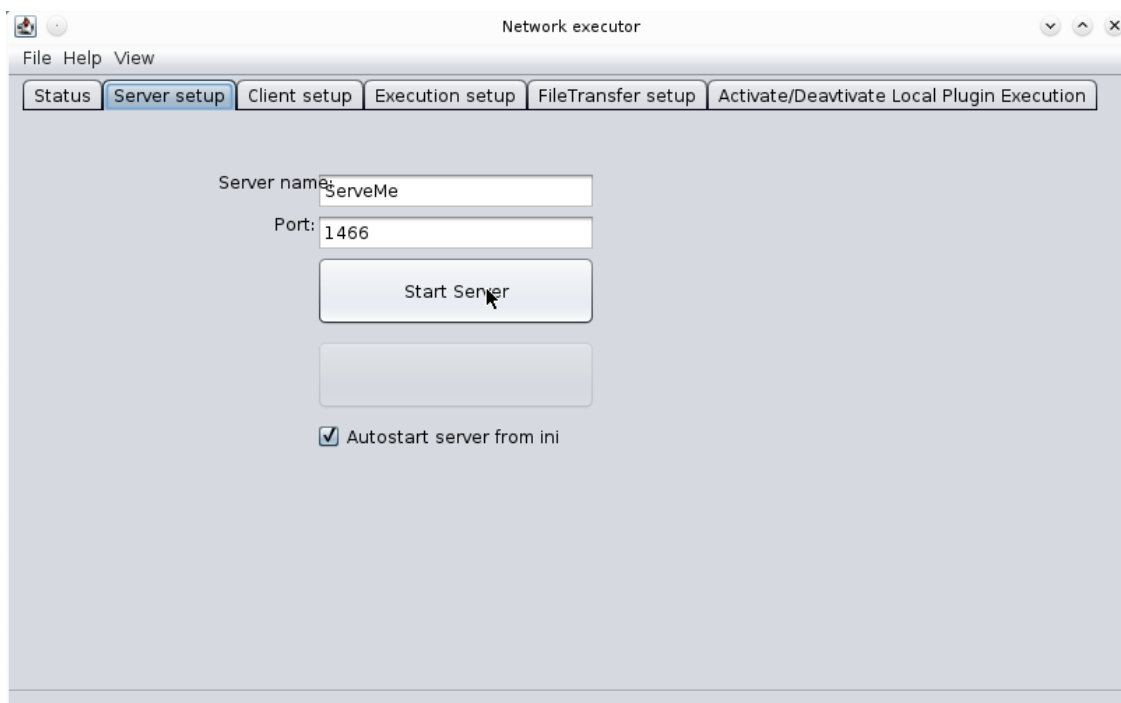 Network executor
File Help View
Status Server setup Client setup Execution setup FileTransfer setup Activate/Deavtivate Local Plugin Execution
Server name:
ServeMe
Port:
1466
Start Server
Autostart server from ini